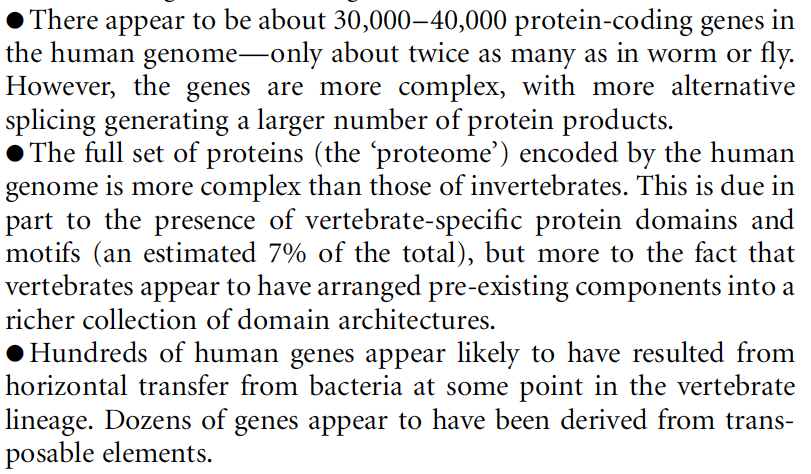 ● There appear to be about 30,000–40,000 protein-coding genes in
the human genome—only about twice as many as in worm or fly.
However, the genes are more complex, with more alternative
splicing generating a larger number of protein products.
● The full set of proteins (the ‘proteome’) encoded by the human
genome is more complex than those of invertebrates. This is due in
part to the presence of vertebrate-specific protein domains and
motifs (an estimated 7% of the total), but more to the fact that
vertebrates appear to have arranged pre-existing components into a
richer collection of domain architectures.
● Hundreds of human genes appear likely to have resulted from
horizontal transfer from bacteria at some point in the vertebrate
lineage. Dozens of genes appear to have been derived from trans-
posable elements.